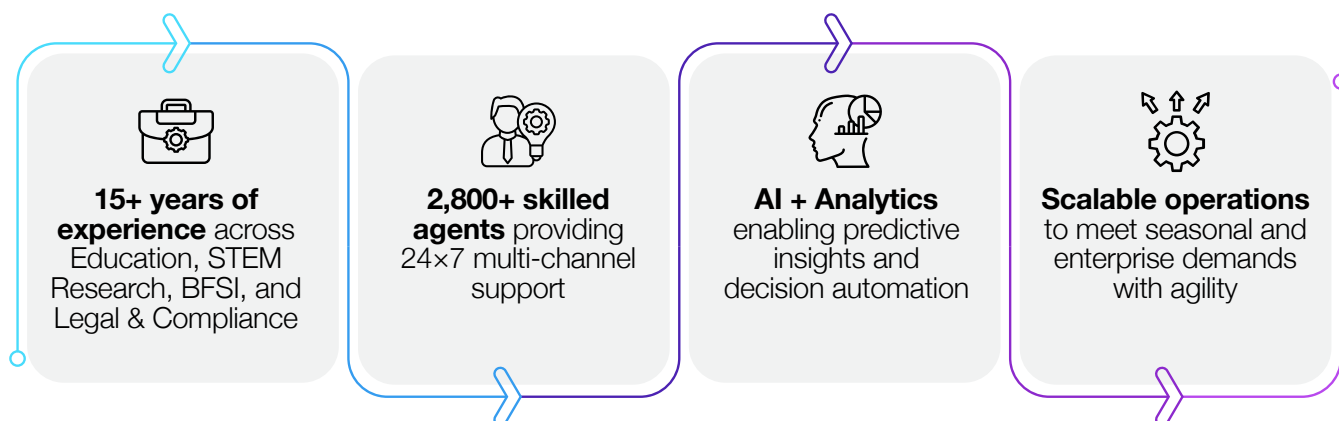 15+ years of
experience across
Education, STEM
Research, BFSI, and
Legal & Compliance
2,800+ skilled
agents providing
24×7 multi-channel
support
AI + Analytics
enabling predictive
insights and
decision automation
Scalable operations
to meet seasonal and
enterprise demands
with agility